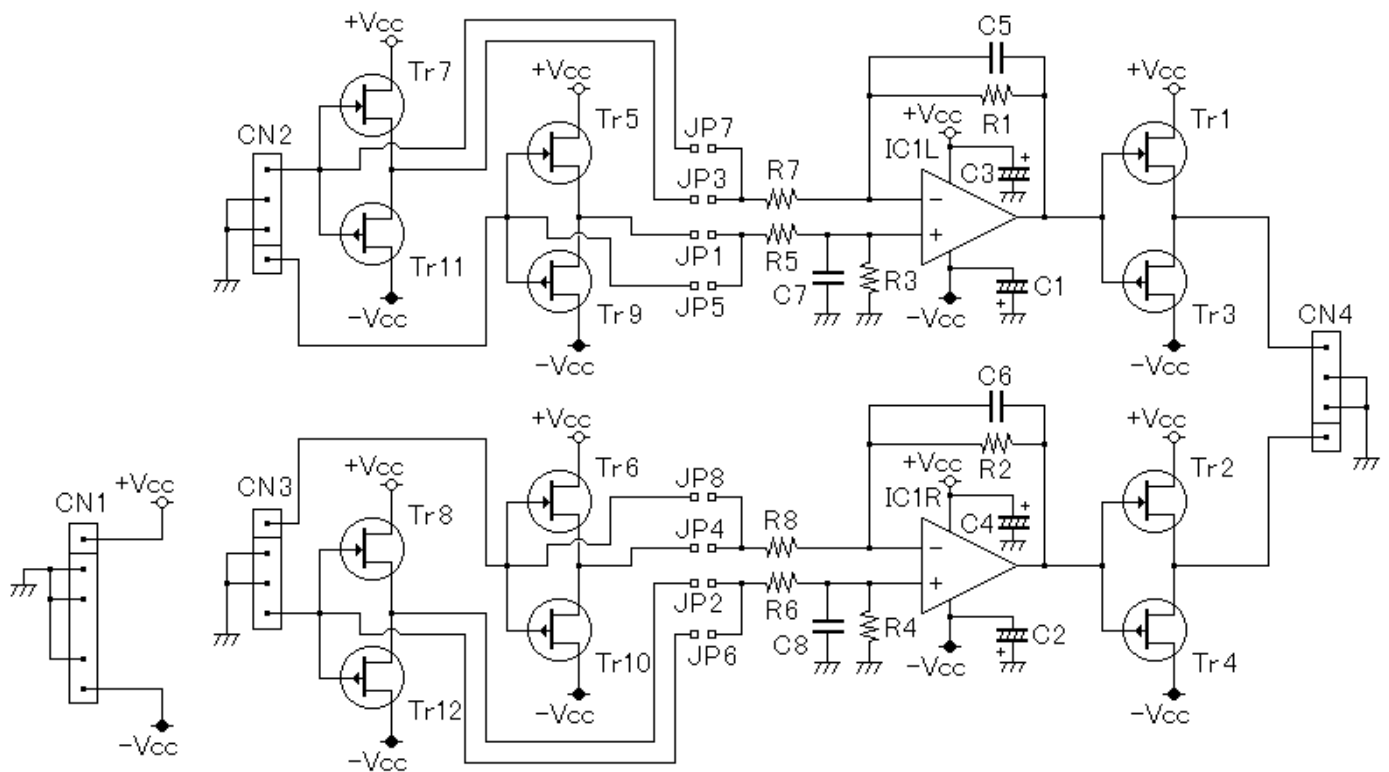 +Vcc
Tr7
CN2
Tr11
-Vcc
+Vcc
Tr5
Tr9
-Vcc
JP7
JP3
JP1
JP5
R7
R5
C7
R3
C5
R1
+Vcc
IC1L
C3
+
-
+
C1
+
-Vcc
+Vcc
Tr1
Tr3
-Vcc
CN4
CN1
+Vcc
-Vcc
CN3
+Vcc
Tr8
Tr12
-Vcc
+Vcc
Tr6
Tr10
-Vcc
JP8
JP4
JP2
JP6
R8
R6
C8
R4
C6
R2
+Vcc
IC1R
C4
+
-
+
C2
+
-Vcc
+Vcc
Tr2
Tr4
-Vcc